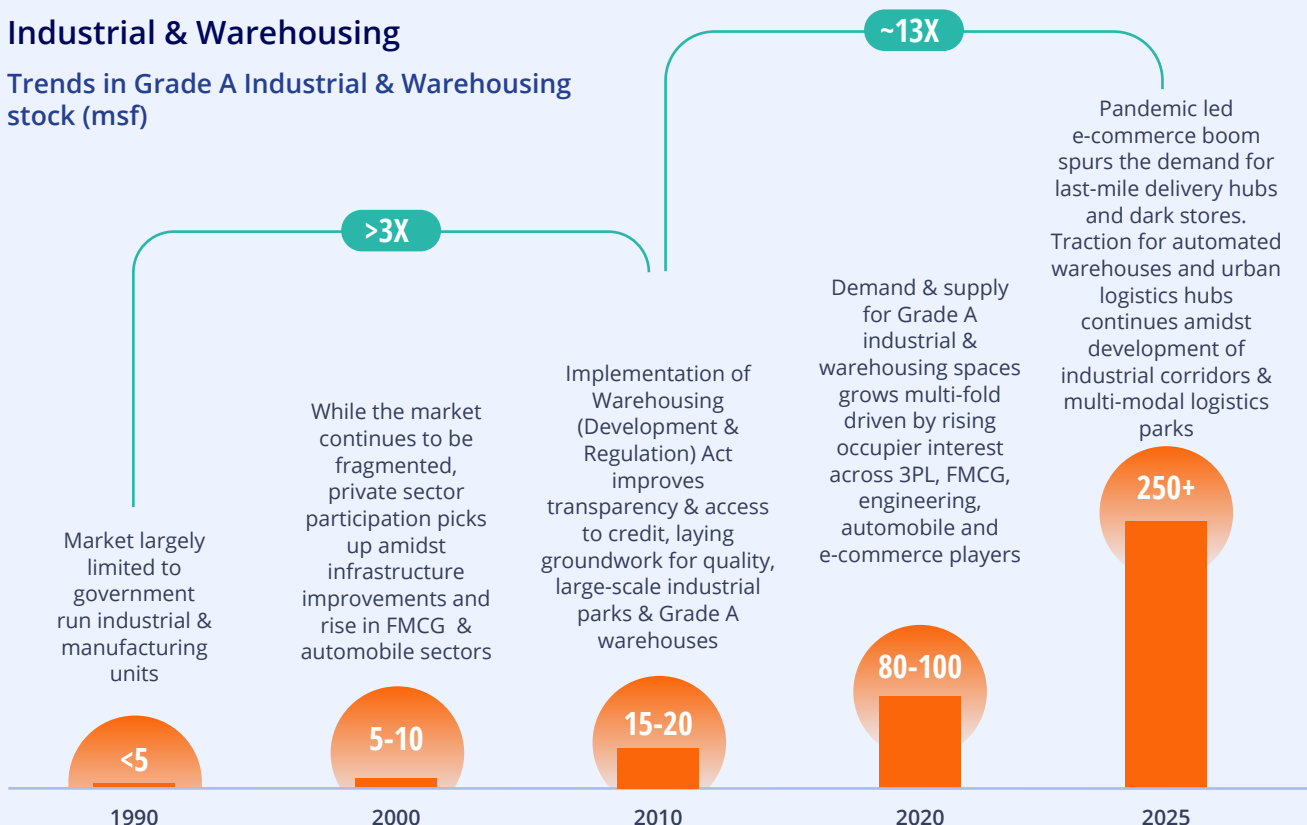 Industrial & Warehousing
Trends in Grade A Industrial & Warehousing
stock (msf)
>3X
~13X
Market largely
limited to
government
run industrial &
manufacturing
units
<5
1990
While the market
continues to be
fragmented,
private sector
participation picks
up amidst
infrastructure
improvements and
rise in FMCG &
automobile sectors
5-10
2000
Implementation of
Warehousing
(Development &
Regulation) Act
improves
transparency & access
to credit, laying
groundwork for quality,
large-scale industrial
parks & Grade A
warehouses
15-20
2010
Demand & supply
for Grade A
industrial &
warehousing spaces
grows multi-fold
driven by rising
occupier interest
across 3PL, FMCG,
engineering,
automobile and
e-commerce players
80-100
2020
Pandemic led
e-commerce boom
spurs the demand for
last-mile delivery hubs
and dark stores.
Traction for automated
warehouses and urban
logistics hubs
continues amidst
development of
industrial corridors &
multi-modal logistics
parks
250+
2025